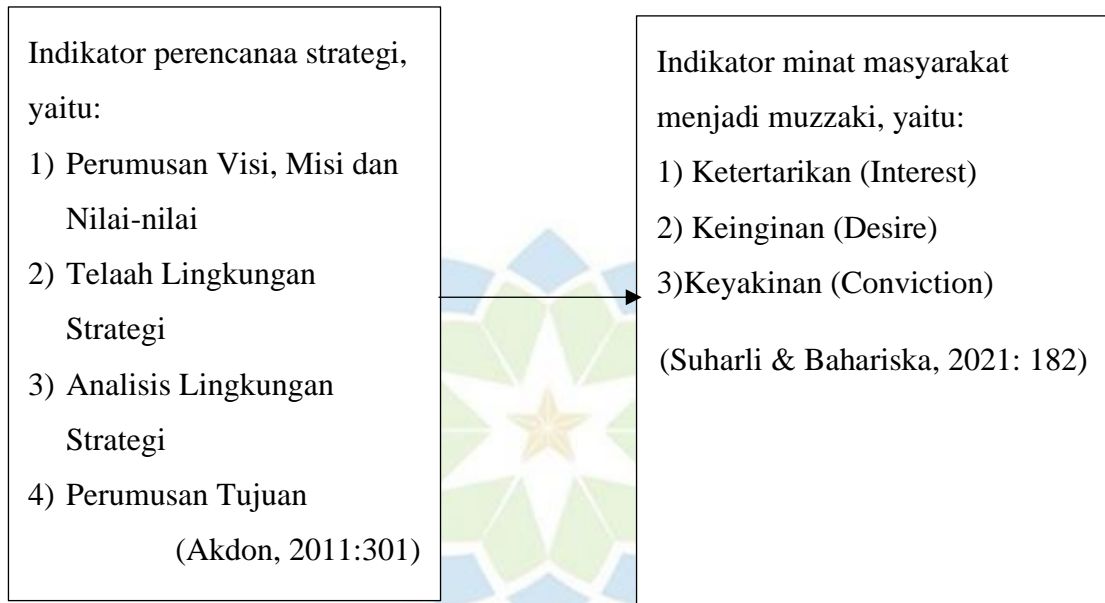 Indikator perencanaa strategi,
yaitu:
1) Perumusan Visi, Misi dan
Nilai-nilai
2) Telaah Lingkungan
Strategi
3) Analisis Lingkungan
Strategi
4) Perumusan Tujuan
(Akdon, 2011:301)
Indikator minat masyarakat
menjadi muzzaki, yaitu:
1) Ketertarikan (Interest)
2) Keinginan (Desire)
3)Keyakinan (Conviction)
(Suharli & Bahariska, 2021: 182)